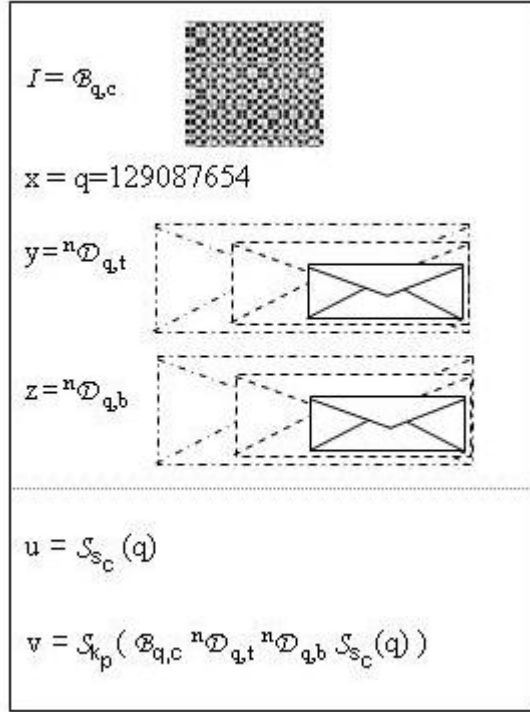 I = ℬq,c
x = q=129087654
y=ⁿ𝒟q,t
z=ⁿ𝒟q,b
u = 𝒮sC (q)
v = 𝒮kp( ℬq,c ⁿ𝒟q,t ⁿ𝒟q,b 𝒮sC(q) )